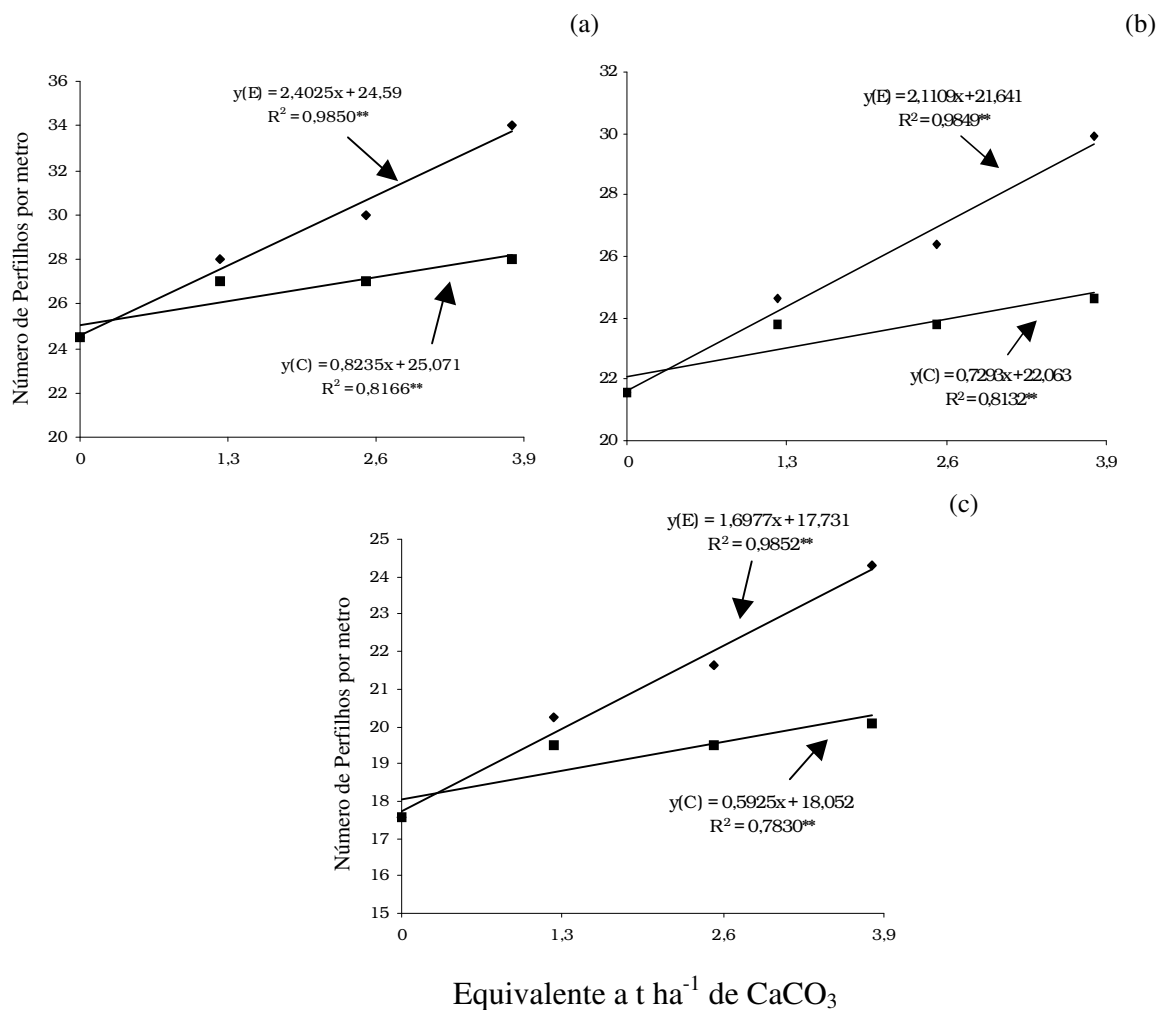 (a)
Número de Perfilhos por metro
36
34
32
30
28
26
24
22
20
0
1,3
2,6
3,9
y(E) = 2,4025x + 24,59
R² = 0,9850**
y(C) = 0,8235x + 25,071
R² = 0,8166**
(b)
32
30
28
26
24
22
20
0
1,3
2,6
3,9
y(E) = 2,1109x + 21,641
R² = 0,9849**
y(C) = 0,7293x + 22,063
R² = 0,8132**
(c)
Número de Perfilhos por metro
25
24
23
22
21
20
19
18
17
16
15
0
1,3
2,6
3,9
y(E) = 1,6977x + 17,731
R² = 0,9852**
y(C) = 0,5925x + 18,052
R² = 0,7830**
Equivalente a t ha⁻¹ de CaCO₃